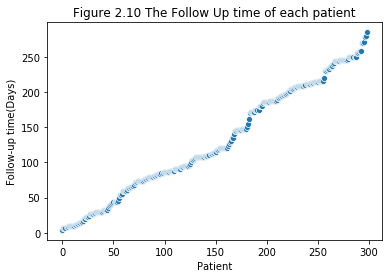 Figure 2.10 The Follow Up time of each patient
Follow-up time(Days)
250
200
150
100
50
0
0 50 100 150 200 250 300
Patient